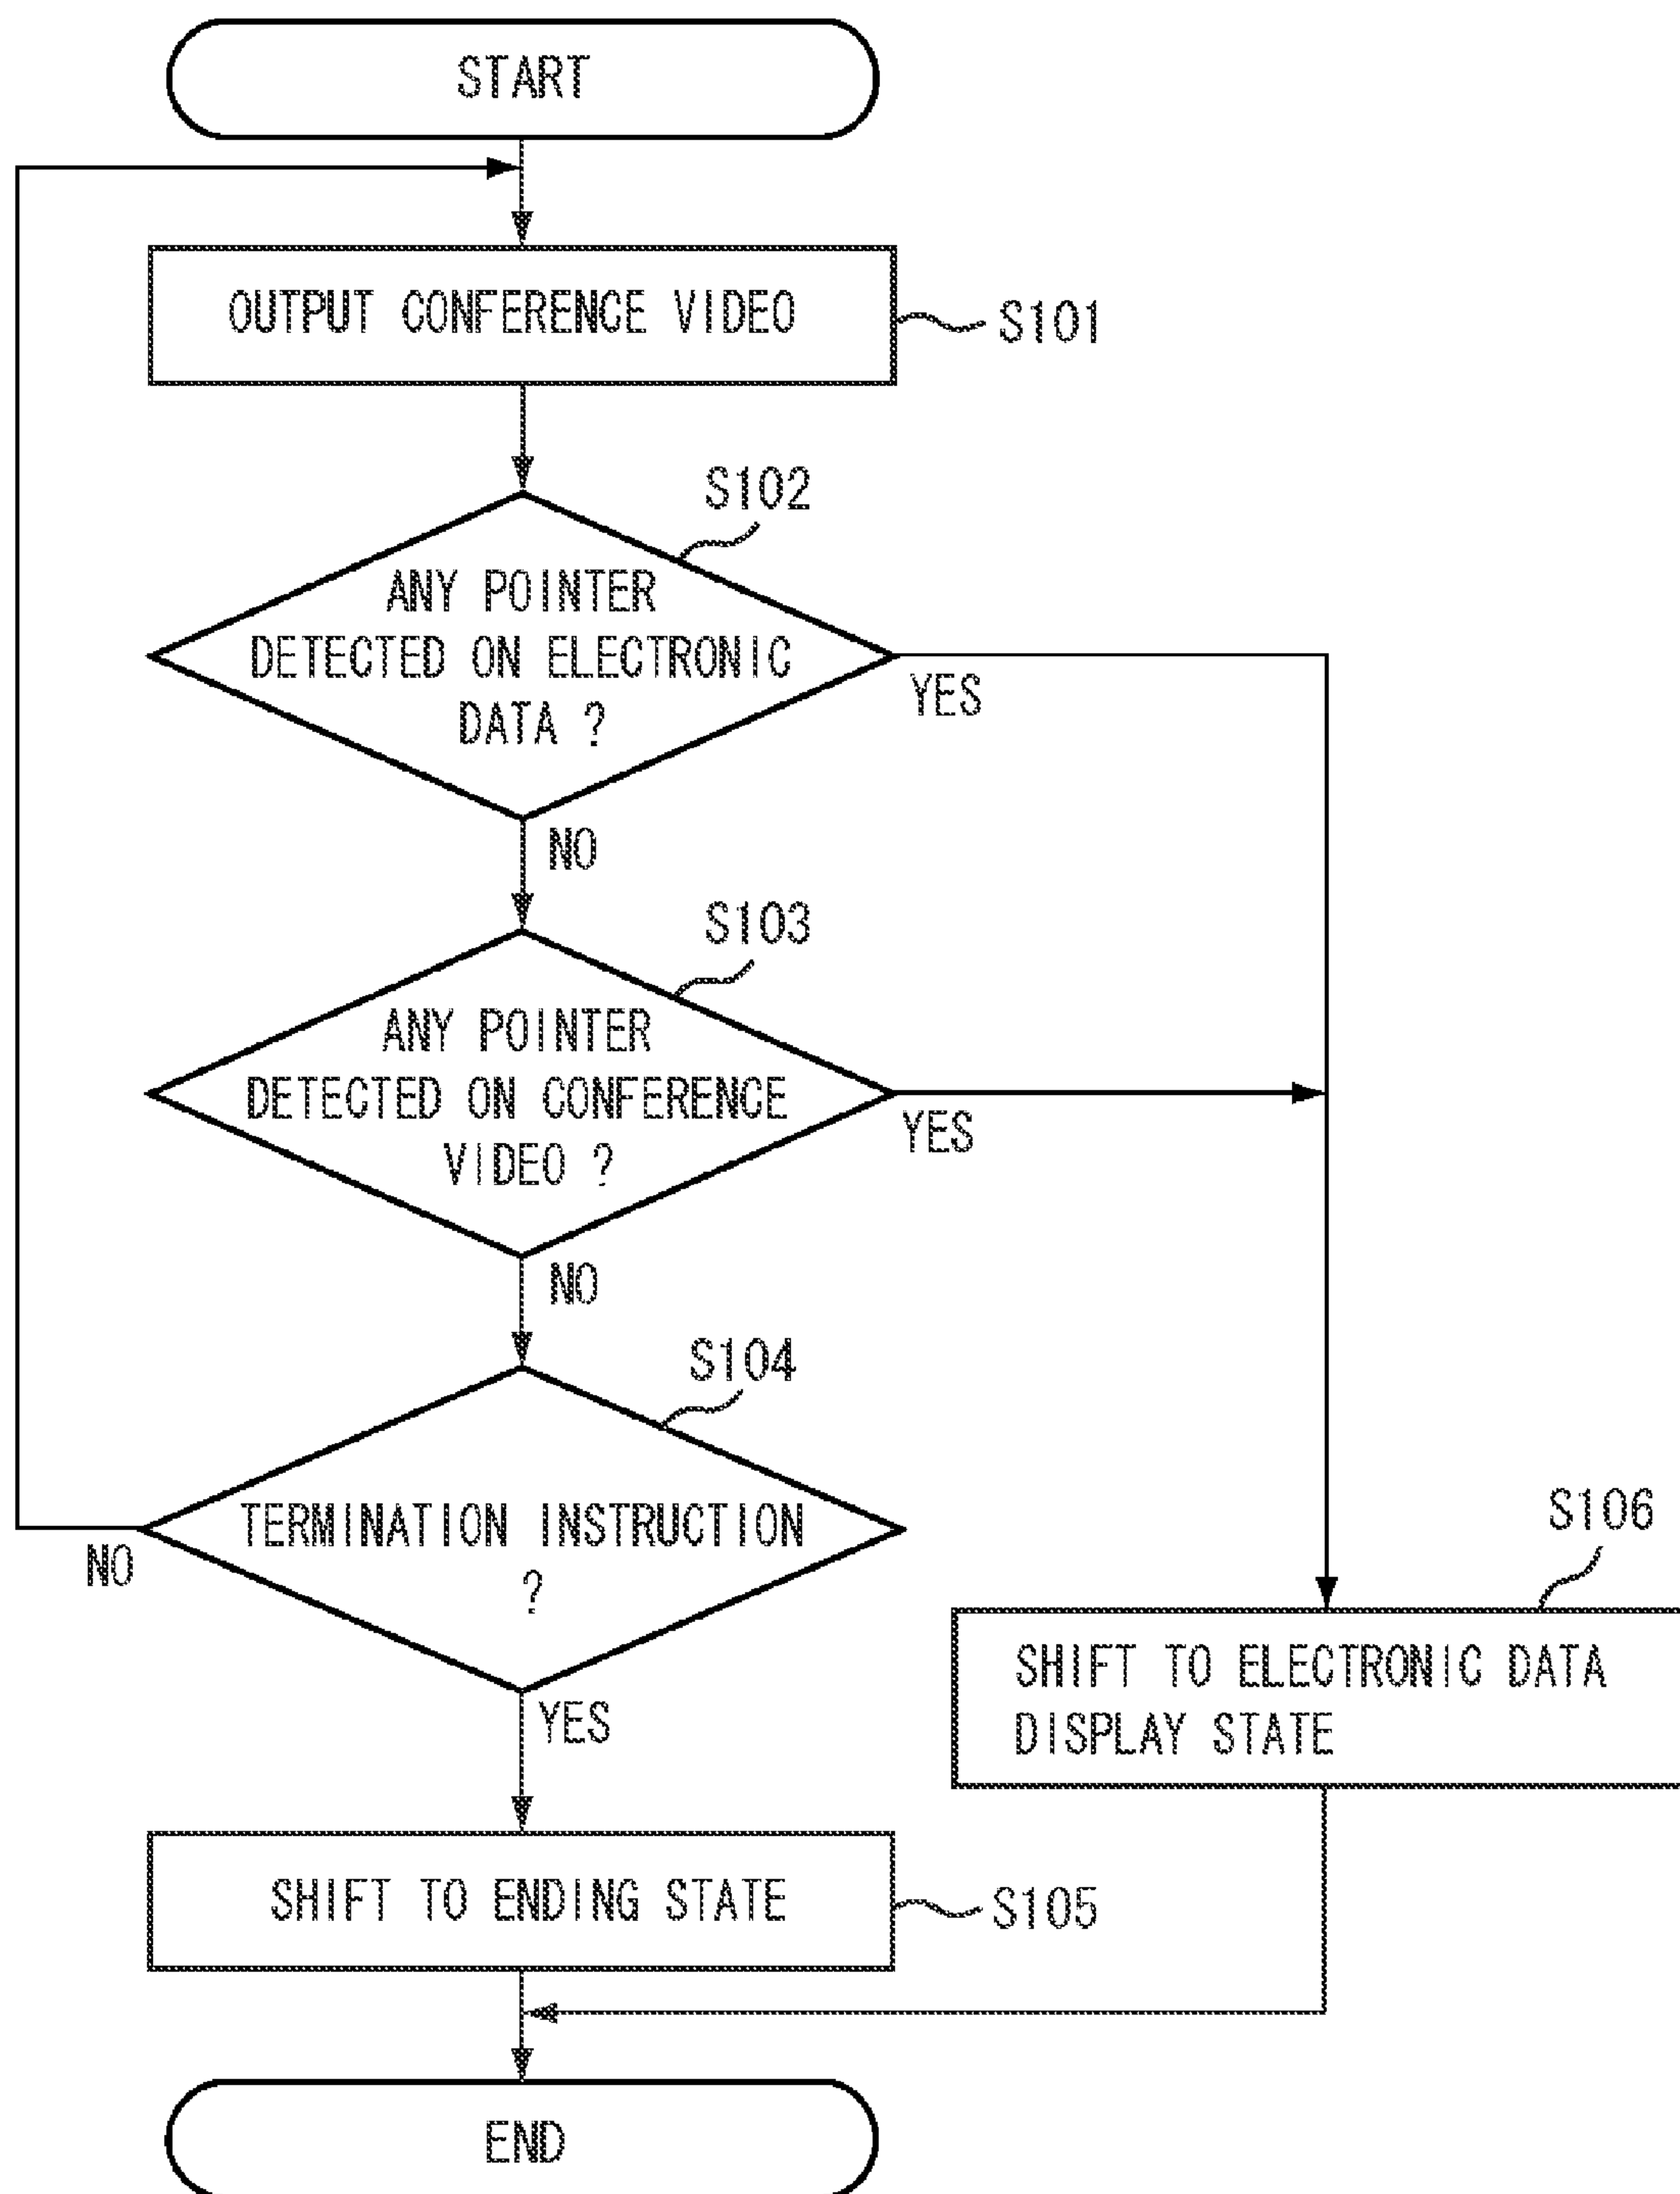 START
OUTPUT CONFERENCE VIDEO
S101
S102
ANY POINTER
DETECTED ON ELECTRONIC
DATA ?
YES
NO
S103
ANY POINTER
DETECTED ON CONFERENCE
VIDEO ?
YES
NO
S104
TERMINATION INSTRUCTION
?
NO
YES
S106
SHIFT TO ELECTRONIC DATA
DISPLAY STATE
SHIFT TO ENDING STATE
S105
END